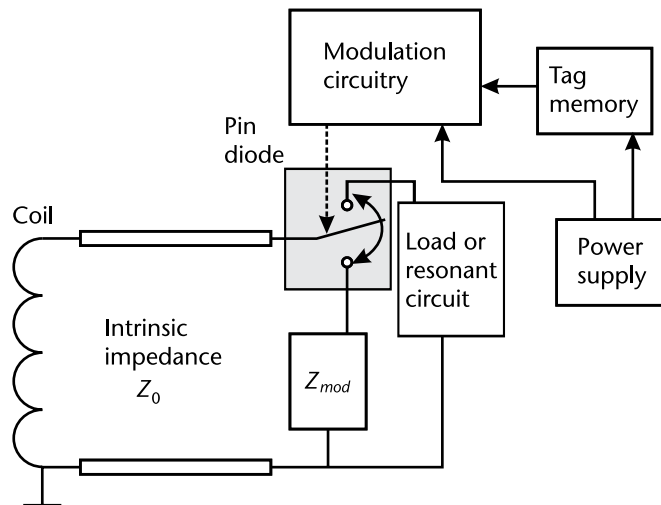 Modulation
circuitry
Tag
memory
Pin
diode
Coil
Load or
resonant
circuit
Power
supply
Intrinsic
impedance
Z0
Zmod